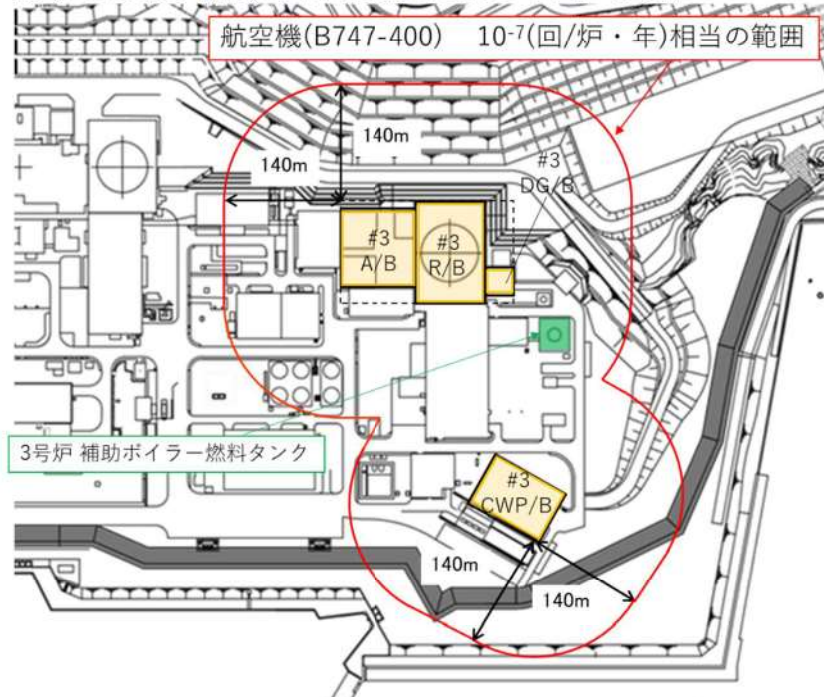 航空機(B747-400)　10⁻⁷(回/炉・年)相当の範囲
140m
140m
#3
DG/B
#3
A/B
#3
R/B
3号炉 補助ボイラー燃料タンク
#3
CWP/B
140m
140m